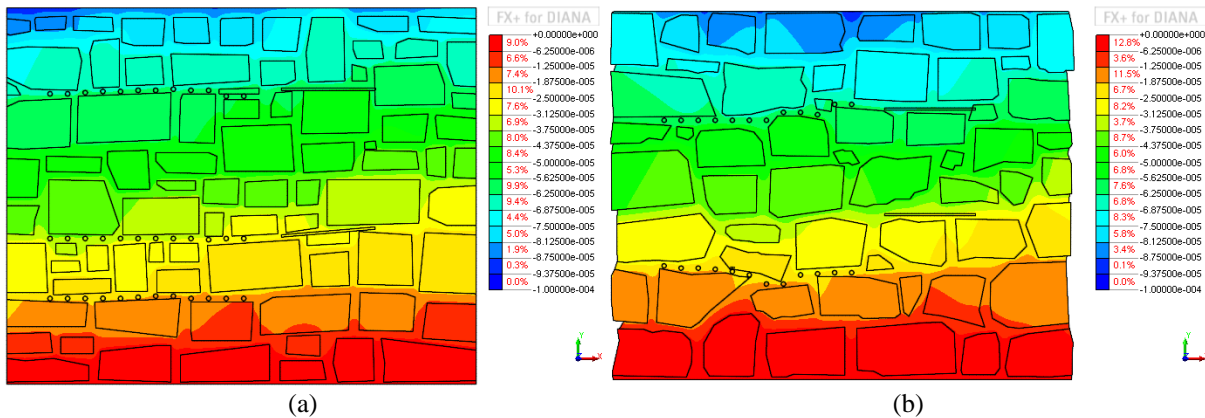 FX+ for DIANA
+0.00000e+000
9.0%
-6.25000e-006
6.6%
-1.25000e-005
7.4%
-1.87500e-005
10.1%
-2.50000e-005
7.6%
-3.75000e-005
6.9%
-3.75000e-005
8.0%
-4.37500e-005
8.4%
-5.00000e-005
5.3%
-5.62500e-005
9.9%
-6.25000e-005
9.4%
-6.87500e-005
4.4%
-7.50000e-005
5.0%
-8.12500e-005
1.9%
-8.75000e-005
0.3%
-9.37500e-005
0.0%
-1.00000e-004
Y
X
(a)
FX+ for DIANA
+0.00000e+000
12.8%
-6.25000e-006
3.6%
-1.25000e-005
11.5%
-1.87500e-005
6.7%
-2.50000e-005
8.2%
-3.75000e-005
3.7%
-3.75000e-005
8.7%
-4.37500e-005
6.0%
-5.00000e-005
6.8%
-5.62500e-005
7.6%
-6.25000e-005
6.8%
-6.87500e-005
8.3%
-7.50000e-005
5.8%
-8.12500e-005
3.4%
-8.75000e-005
0.1%
-9.37500e-005
0.0%
-1.00000e-004
Y
X
(b)